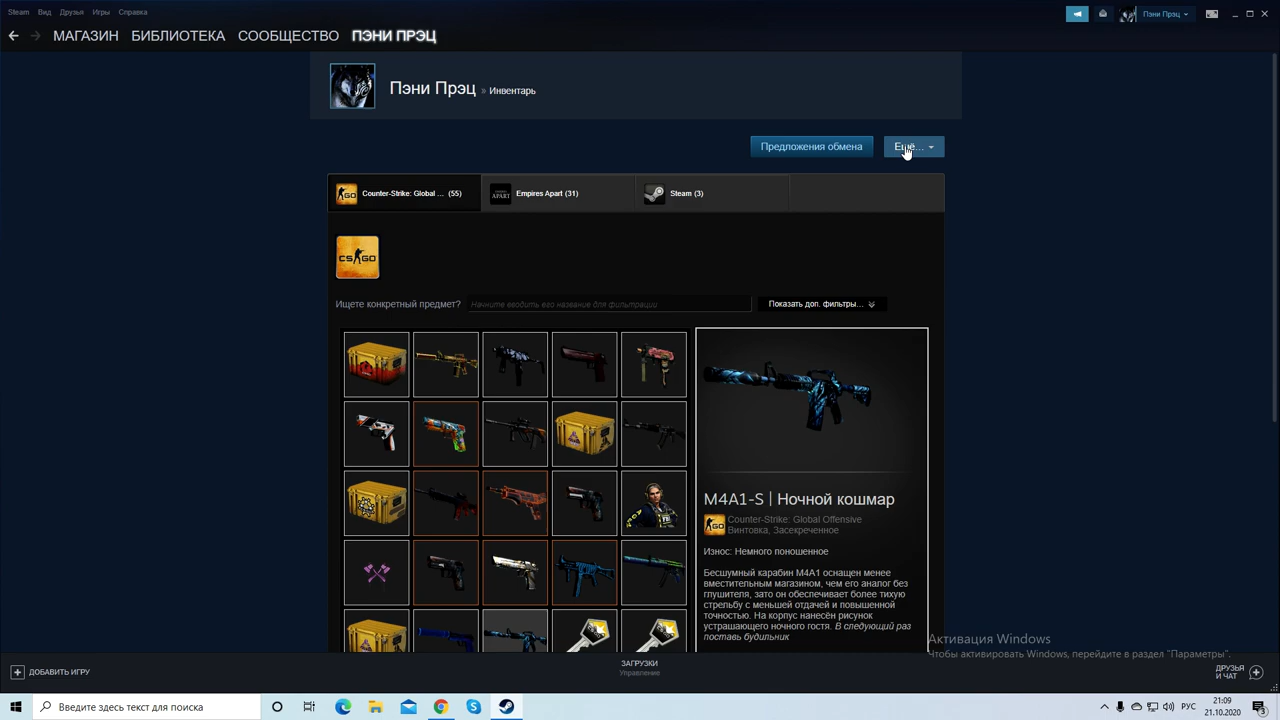 Steam Вид Друзья Игры Справка
Пэни Прэц
МАГАЗИН БИБЛИОТЕКА СООБЩЕСТВО ПЭНИ ПРЭЦ
Пэни Прэц » Инвентарь
Предложения обмена
Ещё...
Counter-Strike: Global ... (55)
APART
Empires Apart (31)
Steam (3)
CS GO
Ищете конкретный предмет?
Начните вводить его название для фильтрации
Показать доп. фильтры...
M4A1-S | Ночной кошмар
GO
Counter-Strike: Global Offensive
Винтовка, Засекреченное
Износ: Немного поношенное
Бесшумный карабин M4A1 оснащен менее
вместительным магазином, чем его аналог без
глушителя, зато он обеспечивает более тихую
стрельбу с меньшей отдачей и повышенной
точностью. На корпус нанесён рисунок
устрашающего ночного гостя. В следующий раз
поставь будильник
Активация Windows
Чтобы активировать Windows, перейдите в раздел "Параметры".
ДОБАВИТЬ ИГРУ
ЗАГРУЗКИ
Управление
ДРУЗЬЯ
И ЧАТ
Введите здесь текст для поиска
РУС
21:09
21.10.2020
3